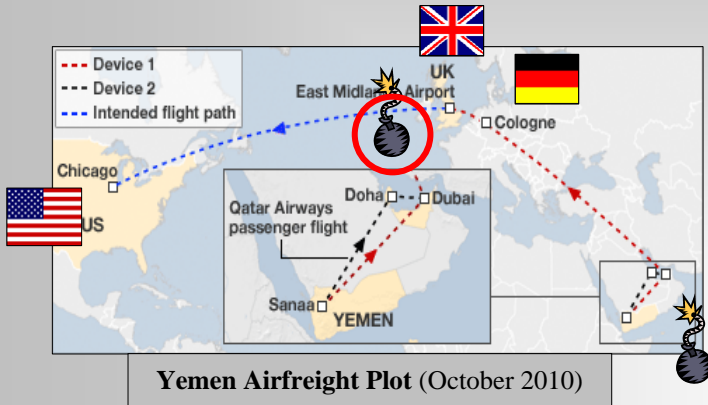 Device 1
Device 2
Intended flight path
UK
East Midlands Airport
Cologne
Chicago
US
Doha
Dubai
Qatar Airways
passenger flight
Sanaa
YEMEN
Yemen Airfreight Plot (October 2010)